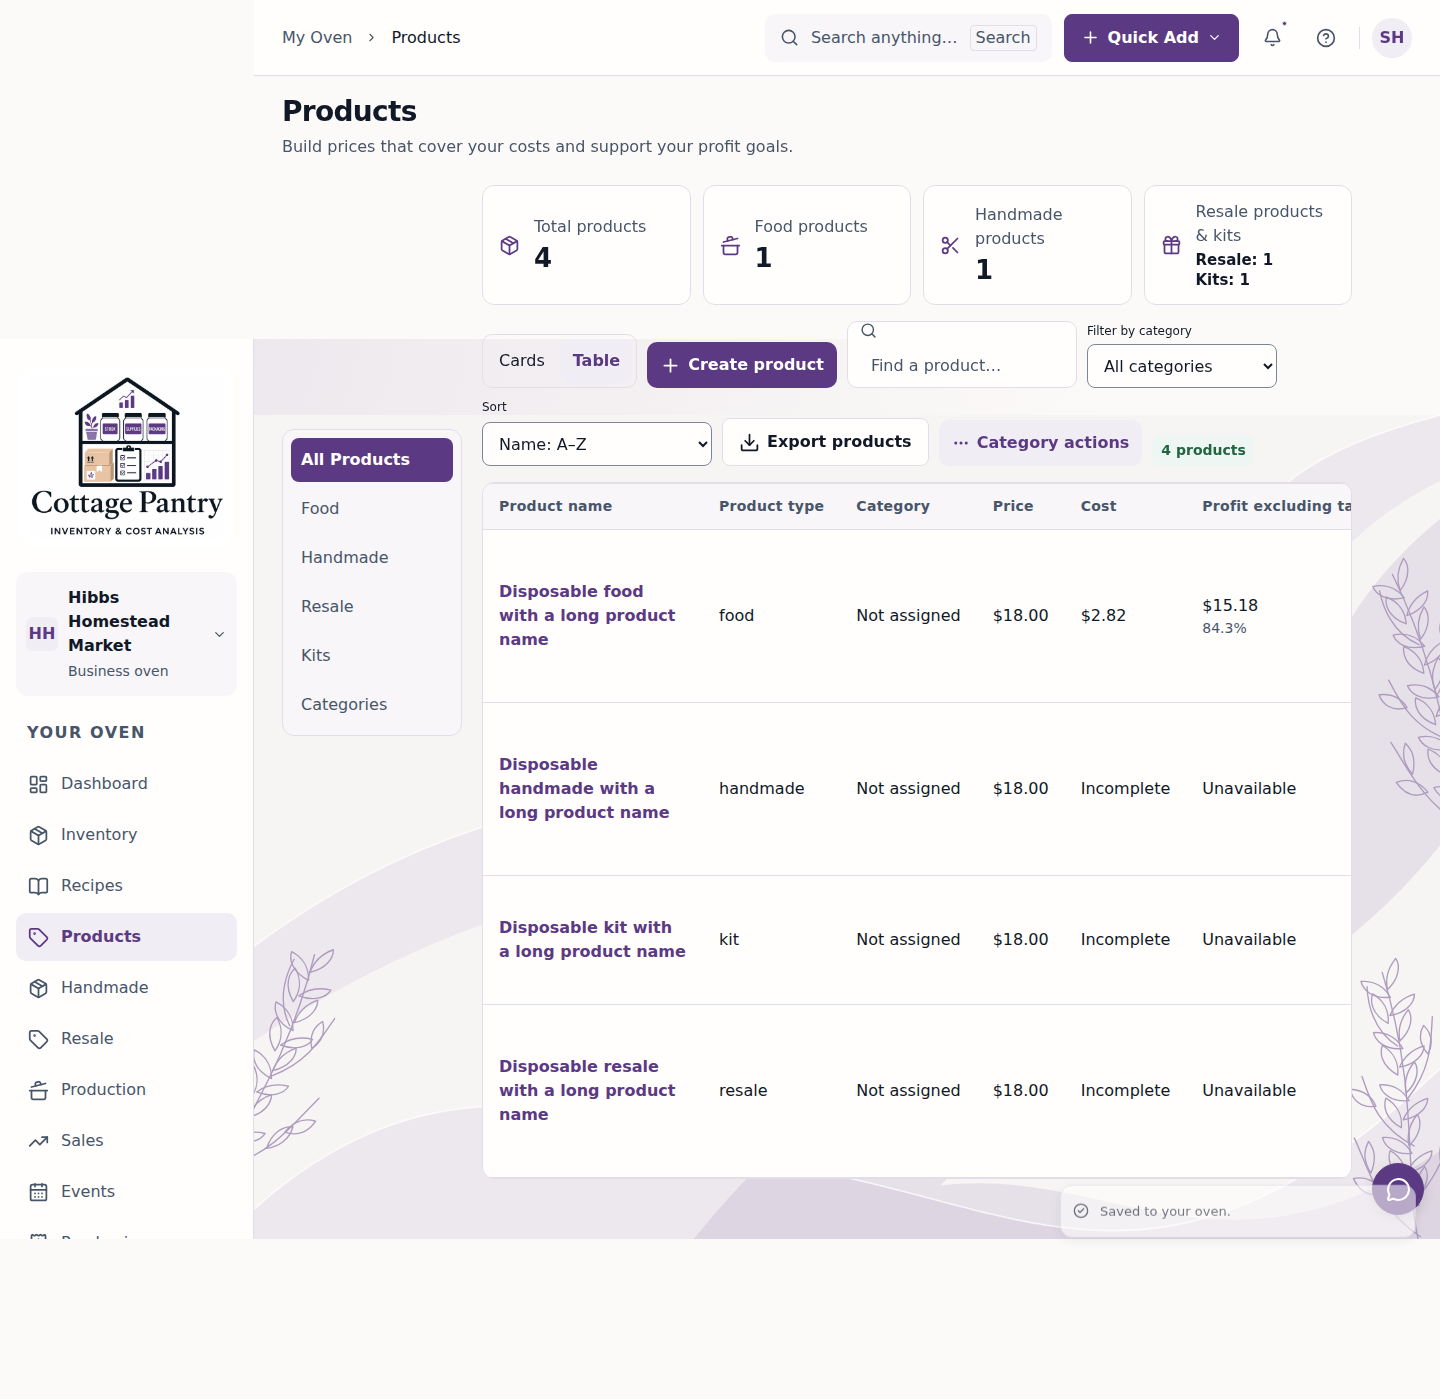 My Oven > Products
Search anything... Search
Quick Add
SH
Products
Build prices that cover your costs and support your profit goals.
Total products
4
Food products
1
Handmade
products
1
Resale products
& kits
Resale: 1
Kits: 1
Cards Table
Create product
Find a product...
Filter by category
All categories
Sort
Name: A–Z
Export products
Category actions
4 products
Cottage Pantry
INVENTORY & COST ANALYSIS
HH
Hibbs
Homestead
Market
Business oven
YOUR OVEN
Dashboard
Inventory
Recipes
Products
Handmade
Resale
Production
Sales
Events
All Products
Food
Handmade
Resale
Kits
Categories
Product name Product type Category Price Cost Profit excluding ta
Disposable food
with a long product
name
food Not assigned $18.00 $2.82 $15.18
84.3%
Disposable
handmade with a
long product name
handmade Not assigned $18.00 Incomplete Unavailable
Disposable kit with
a long product name
kit Not assigned $18.00 Incomplete Unavailable
Disposable resale
with a long product
name
resale Not assigned $18.00 Incomplete Unavailable
Saved to your oven.